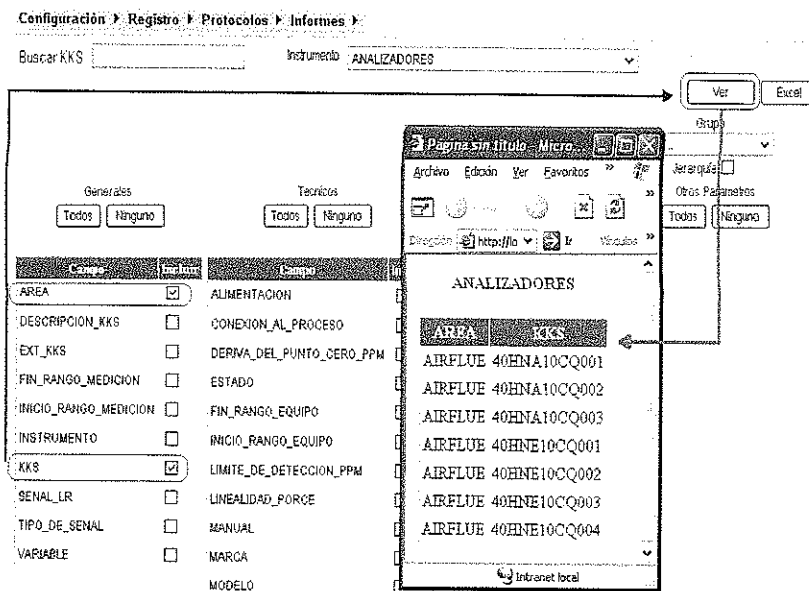 Configuración Registro Protocolos Informes
Buscar KKS Instrumento ANALIZADORES
Ver Excel
Grupo
Jerarquía
Generales Tecnicos Otros Parametros
Todos Ninguno Todos Ninguno Todos Ninguno
Campo Incluir Campo
AREA ALIMENTACION
DESCRIPCION_KKS CONEXION_AL_PROCESO
EXT_KKS DERIVA_DEL_PUNTO_CERO_PPM
FIN_RANGO_MEDICION ESTADO
INICIO_RANGO_MEDICION FIN_RANGO_EQUIPO
INSTRUMENTO INICIO_RANGO_EQUIPO
KKS LIMITE_DE_DETECCION_PPM
SENAL_LR LINEALIDAD_PORCE
TIPO_DE_SENAL MANUAL
VARIABLE MARCA
MODELO
Página sin título - Micro...
Archivo Edición Ver Favoritos »
»
Dirección http://lo Ir Vínculos »
ANALIZADORES
AREA KKS
AIRFLUE 40HNA10CQ001
AIRFLUE 40HNA10CQ002
AIRFLUE 40HNA10CQ003
AIRFLUE 40HNE10CQ001
AIRFLUE 40HNE10CQ002
AIRFLUE 40HNE10CQ003
AIRFLUE 40HNE10CQ004
Intranet local